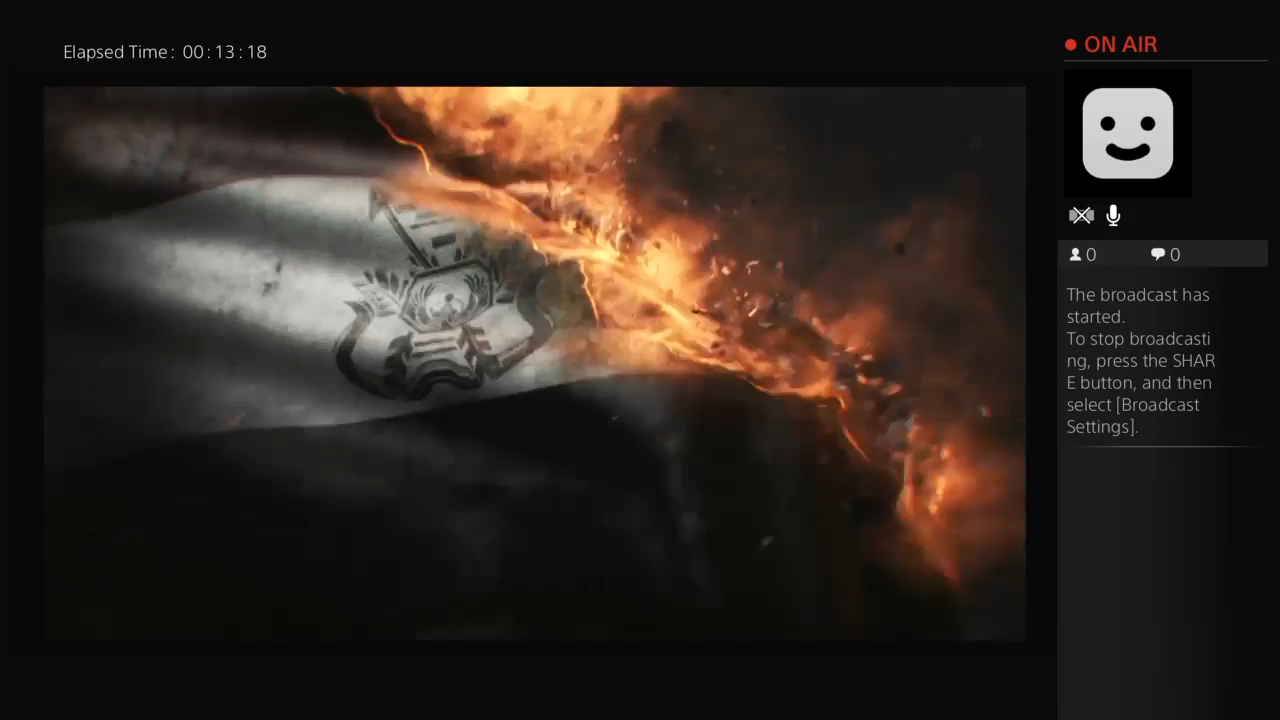 Elapsed Time: 00:13:18
ON AIR
0
0
The broadcast has
started.
To stop broadcasti
ng, press the SHAR
E button, and then
select [Broadcast
Settings].